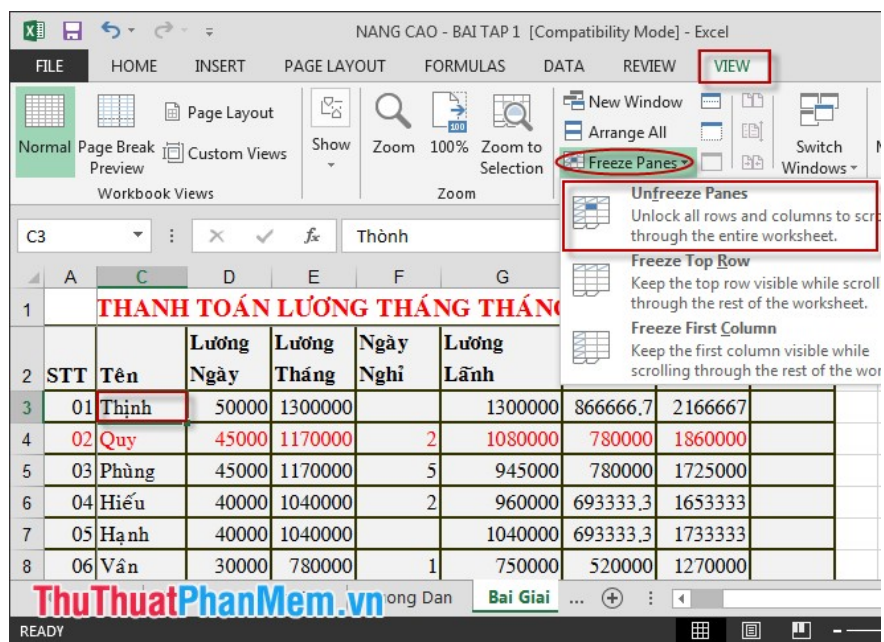 NANG CAO - BAI TAP 1 [Compatibility Mode] - Excel
FILE HOME INSERT PAGE LAYOUT FORMULAS DATA REVIEW VIEW
Normal
Page Break Preview
Page Layout
Custom Views
Workbook Views
Show
Zoom
100%
Zoom to Selection
Zoom
New Window
Arrange All
Freeze Panes
Switch Windows
Unfreeze Panes
Unlock all rows and columns to scro
through the entire worksheet.
Freeze Top Row
Keep the top row visible while scroll
through the rest of the worksheet.
Freeze First Column
Keep the first column visible while
scrolling through the rest of the wor
C3 fx Thònh
A C D E F G
1 THANH TOÁN LƯƠNG THÁNG THÁN
2 STT Tên Lương Ngày Lương Tháng Ngày Nghỉ Lương Lãnh
3 01 Thịnh 50000 1300000 1300000 866666,7 2166667
4 02 Quy 45000 1170000 2 1080000 780000 1860000
5 03 Phùng 45000 1170000 5 945000 780000 1725000
6 04 Hiếu 40000 1040000 2 960000 693333,3 1653333
7 05 Hạnh 40000 1040000 1040000 693333,3 1733333
8 06 Vân 30000 780000 1 750000 520000 1270000
ThuThuatPhanMem.vn
ong Dan Bai Giai ...
READY